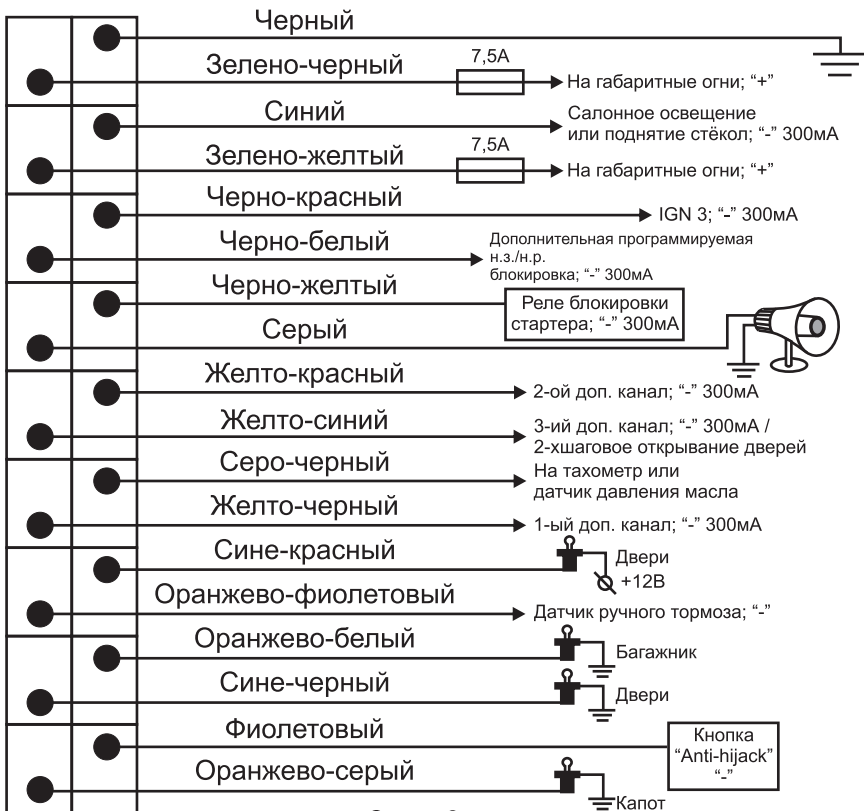 Черный
Зелено-черный
7,5А
На габаритные огни; “+”
Синий
Салонное освещение
или поднятие стёкол; “-” 300мА
Зелено-желтый
7,5А
На габаритные огни; “+”
Черно-красный
IGN 3; “-” 300мА
Черно-белый
Дополнительная программируемая
н.з./н.р.
блокировка; “-” 300мА
Черно-желтый
Реле блокировки
стартера; “-” 300мА
Серый
Желто-красный
2-ой доп. канал; “-” 300мА
Желто-синий
3-ий доп. канал; “-” 300мА /
2-хшаговое открывание дверей
Серо-черный
На тахометр или
датчик давления масла
Желто-черный
1-ый доп. канал; “-” 300мА
Сине-красный
Двери
+12В
Оранжево-фиолетовый
Датчик ручного тормоза; “-”
Оранжево-белый
Багажник
Сине-черный
Двери
Фиолетовый
Кнопка
“Anti-hijack”
“-”
Оранжево-серый
Капот